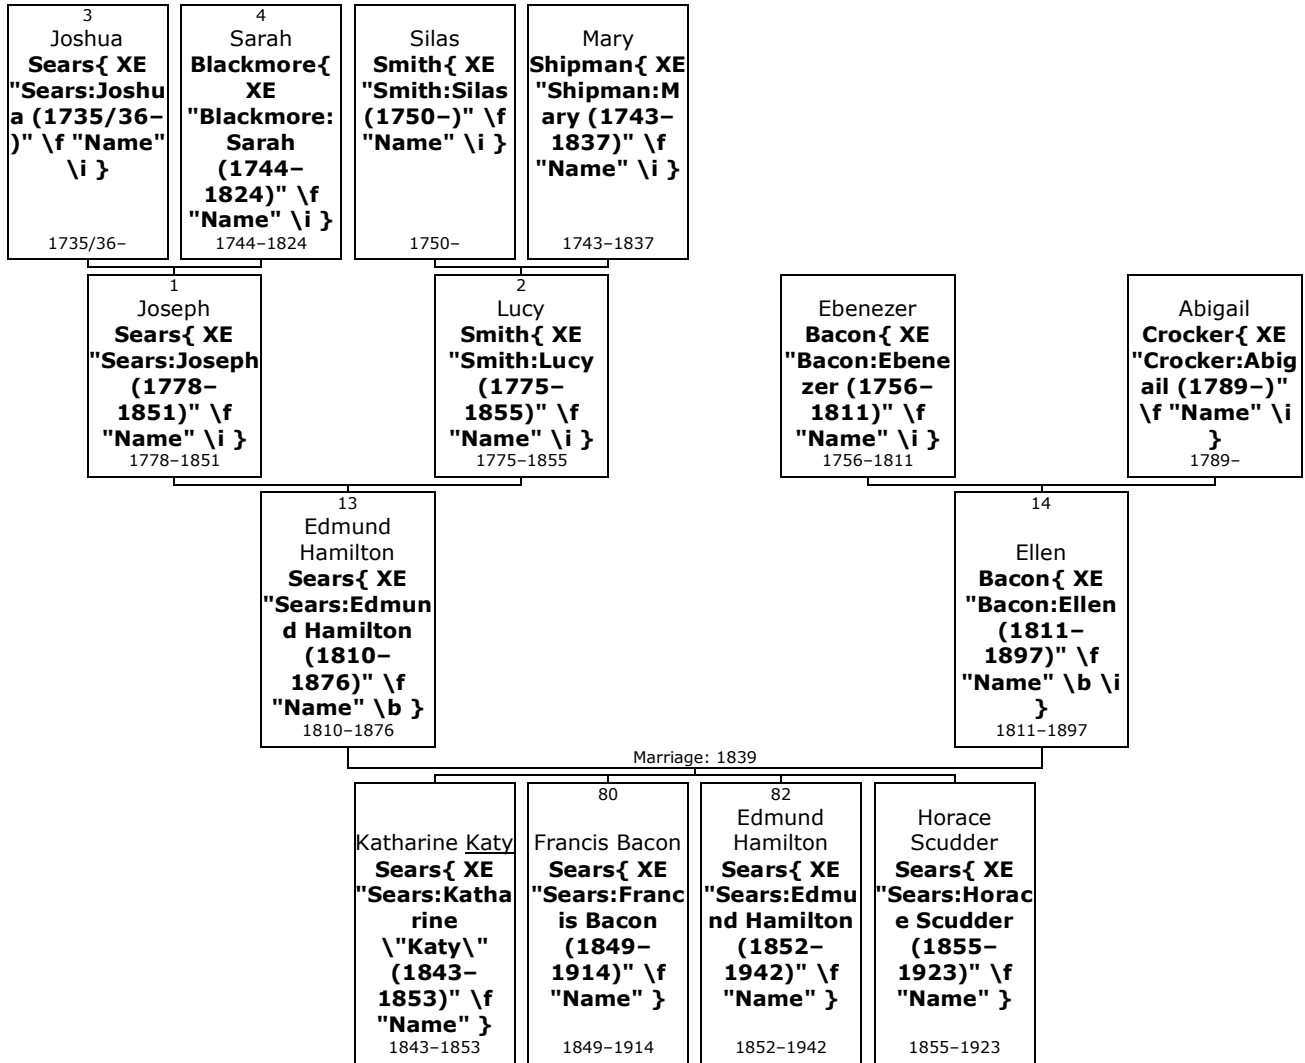 3
Joshua
Sears{ XE
"Sears:Joshu
a (1735/36–
)" \f "Name"
\i }
1735/36–
4
Sarah
Blackmore{
XE
"Blackmore:
Sarah
(1744–
1824)" \f
"Name" \i }
1744–1824
Silas
Smith{ XE
"Smith:Silas
(1750–)" \f
"Name" \i }
1750–
Mary
Shipman{ XE
"Shipman:M
ary (1743–
1837)" \f
"Name" \i }
1743–1837
1
Joseph
Sears{ XE
"Sears:Joseph
(1778–
1851)" \f
"Name" \i }
1778–1851
2
Lucy
Smith{ XE
"Smith:Lucy
(1775–
1855)" \f
"Name" \i }
1775–1855
Ebenezer
Bacon{ XE
"Bacon:Ebene
zer (1756–
1811)" \f
"Name" \i }
1756–1811
Abigail
Crocker{ XE
"Crocker:Abig
ail (1789–)"
\f "Name" \i
}
1789–
13
Edmund
Hamilton
Sears{ XE
"Sears:Edmun
d Hamilton
(1810–
1876)" \f
"Name" \b }
1810–1876
14
Ellen
Bacon{ XE
"Bacon:Ellen
(1811–
1897)" \f
"Name" \b \i
}
1811–1897
Marriage: 1839
Katharine Katy
Sears{ XE
"Sears:Katha
rine
\"Katy\"
(1843–
1853)" \f
"Name" }
1843–1853
80
Francis Bacon
Sears{ XE
"Sears:Franc
is Bacon
(1849–
1914)" \f
"Name" }
1849–1914
82
Edmund
Hamilton
Sears{ XE
"Sears:Edmu
nd Hamilton
(1852–
1942)" \f
"Name" }
1852–1942
Horace
Scudder
Sears{ XE
"Sears:Horac
e Scudder
(1855–
1923)" \f
"Name" }
1855–1923